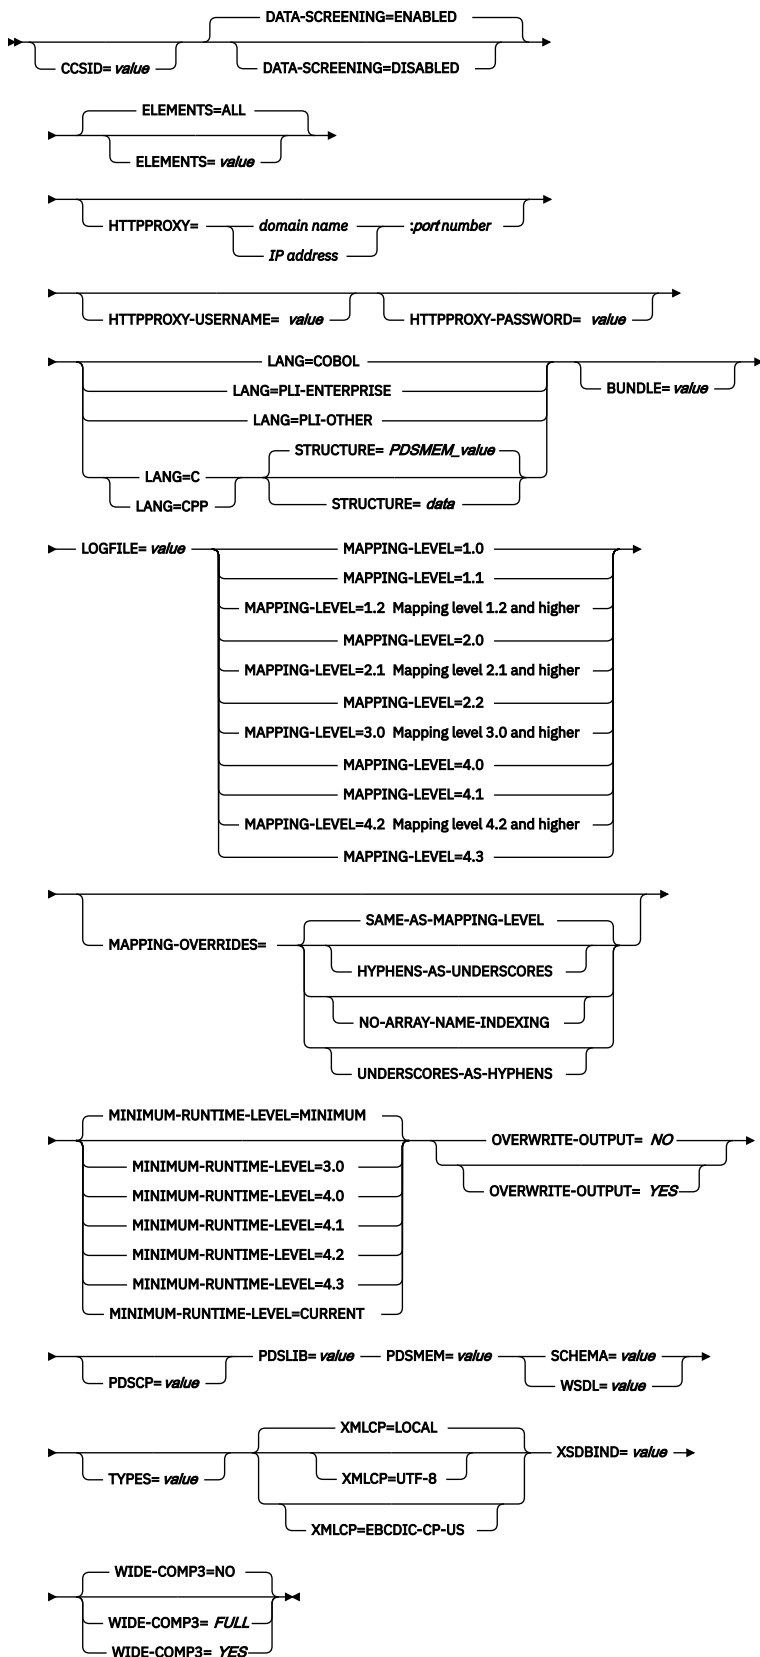 DATA-SCREENING=ENABLED
CCSID= value
DATA-SCREENING=DISABLED
ELEMENTS=ALL
ELEMENTS= value
HTTPPROXY= domain name :port number
IP address
HTTPPROXY-USERNAME= value HTTPPROXY-PASSWORD= value
LANG=COBOL
LANG=PLI-ENTERPRISE
BUNDLE= value
LANG=PLI-OTHER
STRUCTURE= PDSMEM_value
LANG=C
LANG=CPP
STRUCTURE= data
LOGFILE= value MAPPING-LEVEL=1.0
MAPPING-LEVEL=1.1
MAPPING-LEVEL=1.2 Mapping level 1.2 and higher
MAPPING-LEVEL=2.0
MAPPING-LEVEL=2.1 Mapping level 2.1 and higher
MAPPING-LEVEL=2.2
MAPPING-LEVEL=3.0 Mapping level 3.0 and higher
MAPPING-LEVEL=4.0
MAPPING-LEVEL=4.1
MAPPING-LEVEL=4.2 Mapping level 4.2 and higher
MAPPING-LEVEL=4.3
SAME-AS-MAPPING-LEVEL
MAPPING-OVERRIDES=
HYPHENS-AS-UNDERSCORES
NO-ARRAY-NAME-INDEXING
UNDERSCORES-AS-HYPHENS
MINIMUM-RUNTIME-LEVEL=MINIMUM
OVERWRITE-OUTPUT= NO
MINIMUM-RUNTIME-LEVEL=3.0
OVERWRITE-OUTPUT= YES
MINIMUM-RUNTIME-LEVEL=4.0
MINIMUM-RUNTIME-LEVEL=4.1
MINIMUM-RUNTIME-LEVEL=4.2
MINIMUM-RUNTIME-LEVEL=4.3
MINIMUM-RUNTIME-LEVEL=CURRENT
PDSLIB= value PDSMEM= value SCHEMA= value
PDSCP= value
WSDL= value
XMLCP=LOCAL
XSDBIND= value
TYPES= value
XMLCP=UTF-8
XMLCP=EBCDIC-CP-US
WIDE-COMP3=NO
WIDE-COMP3= FULL
WIDE-COMP3= YES